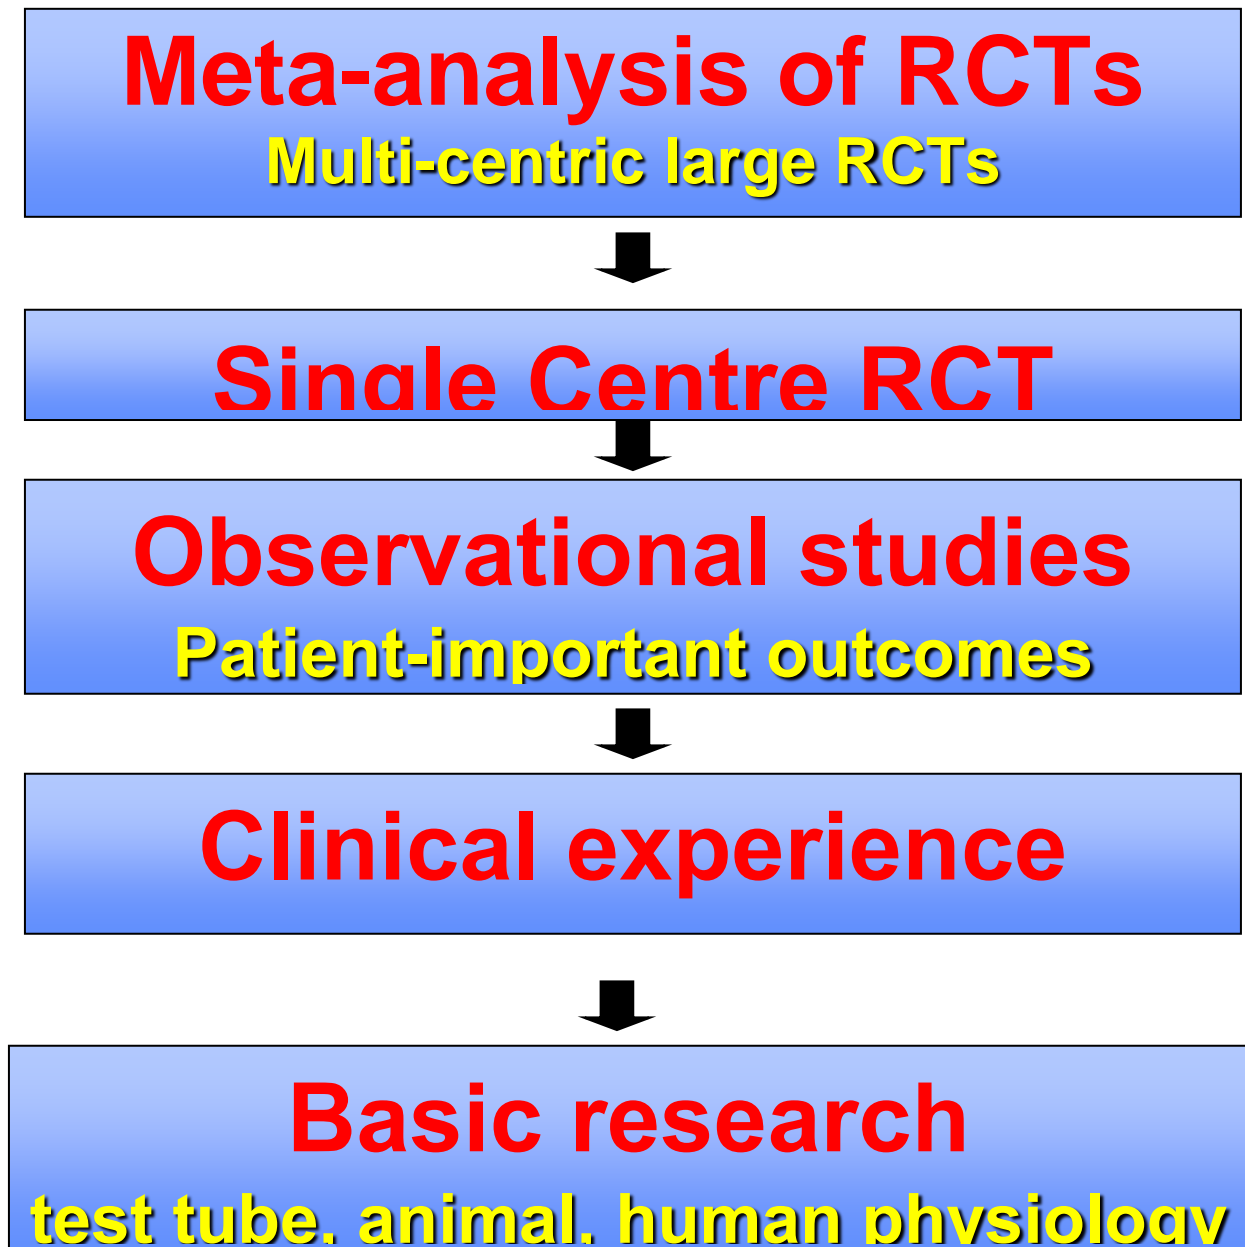 Meta-analysis of RCTs
Multi-centric large RCTs
Single Centre RCT
Observational studies
Patient-important outcomes
Clinical experience
Basic research
test tube, animal, human physiology